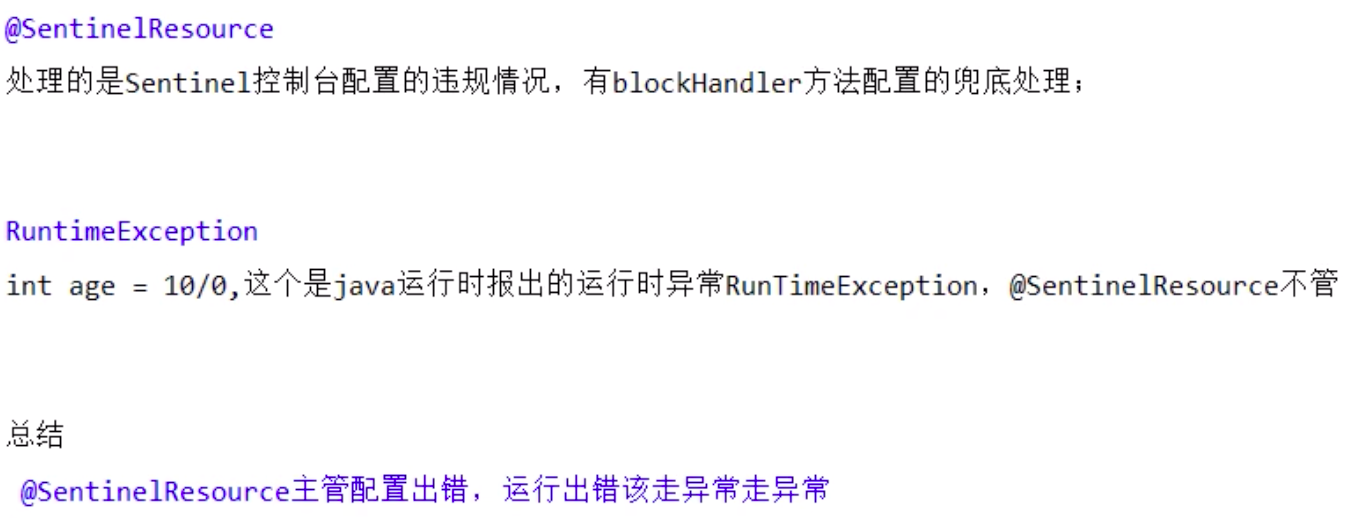 @SentinelResource
处理的是Sentinel控制台配置的违规情况，有blockHandler方法配置的兜底处理；
RuntimeException
int age = 10/0,这个是java运行时报出的运行时异常RunTimeException，@SentinelResource不管
总结
@SentinelResource主管配置出错，运行出错该走异常走异常